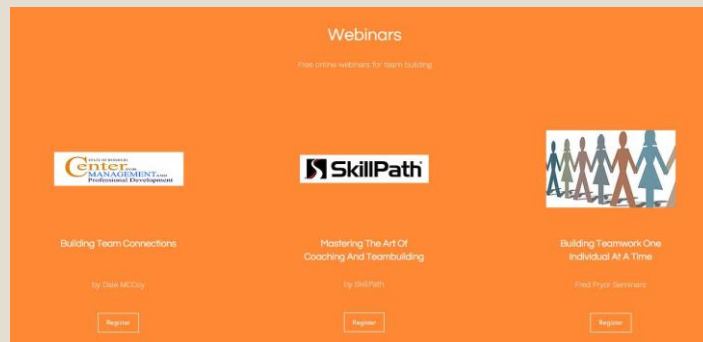 Webinars
Free online webinars for team building
Center FOR
MANAGEMENT AND
Professional Development
SkillPath
Building Team Connections
Mastering The Art Of
Coaching And Teambuilding
Building Teamwork One
Individual At A Time
by Dale McCoy
by SkillPath
Fred Pryor Seminars
Register
Register
Register